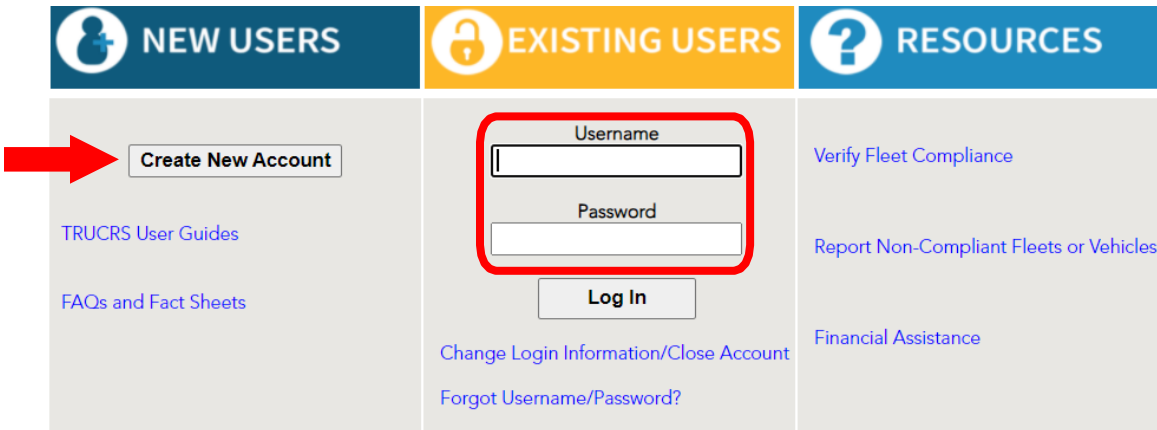 NEW USERS
Create New Account
TRUCRS User Guides
FAQs and Fact Sheets
EXISTING USERS
Username
Password
Log In
Change Login Information/Close Account
Forgot Username/Password?
RESOURCES
Verify Fleet Compliance
Report Non-Compliant Fleets or Vehicles
Financial Assistance